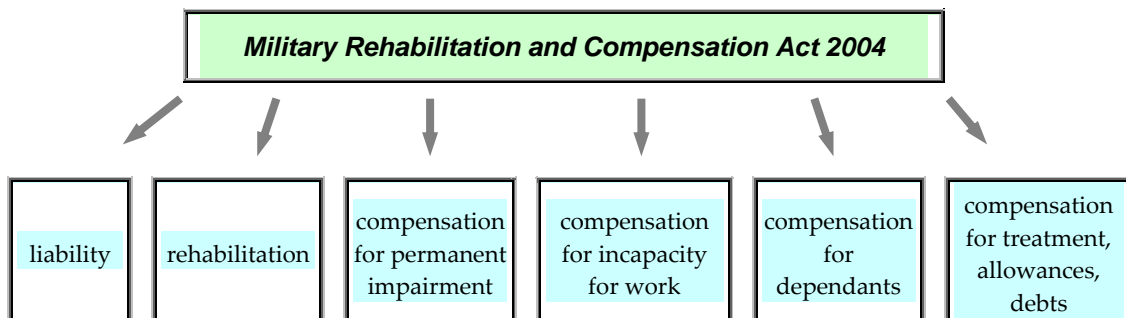 Military Rehabilitation and Compensation Act 2004
liability
rehabilitation
compensation
for permanent
impairment
compensation
for incapacity
for work
compensation
for
dependants
compensation
for treatment,
allowances,
debts